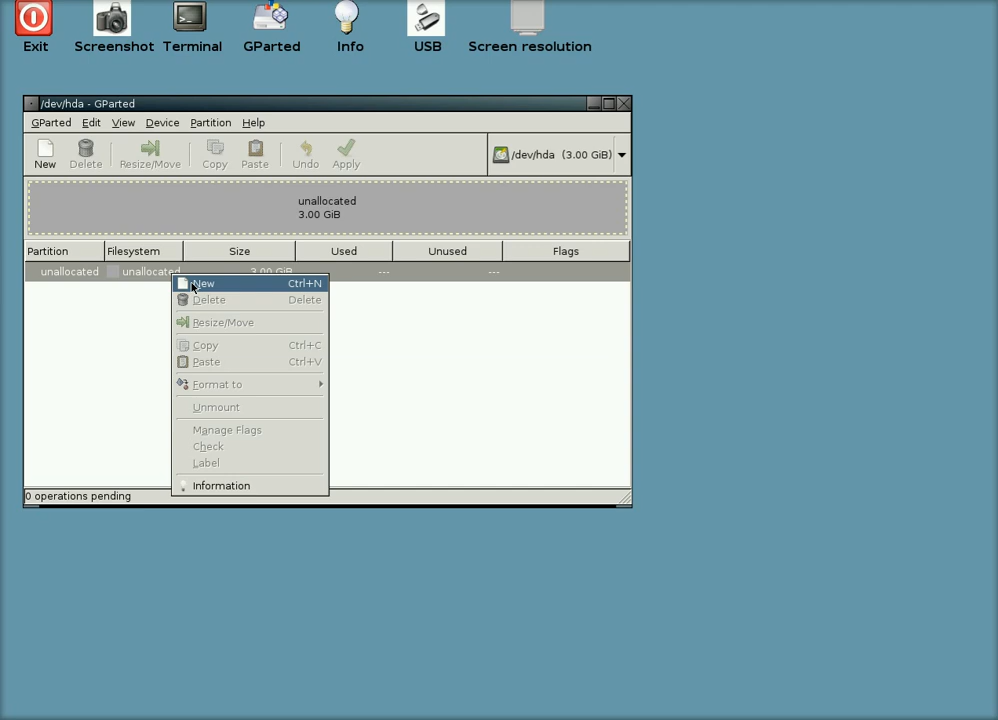 Exit Screenshot Terminal GParted Info USB Screen resolution
/dev/hda - GParted
GParted Edit View Device Partition Help
New Delete Resize/Move Copy Paste Undo Apply /dev/hda (3.00 GiB)
unallocated
3.00 GiB
Partition Filesystem Size Used Unused Flags
unallocated unallocated 3.00 GiB --- ---
New Ctrl+N
Delete Delete
Resize/Move
Copy Ctrl+C
Paste Ctrl+V
Format to
Unmount
Manage Flags
Check
Label
Information
0 operations pending